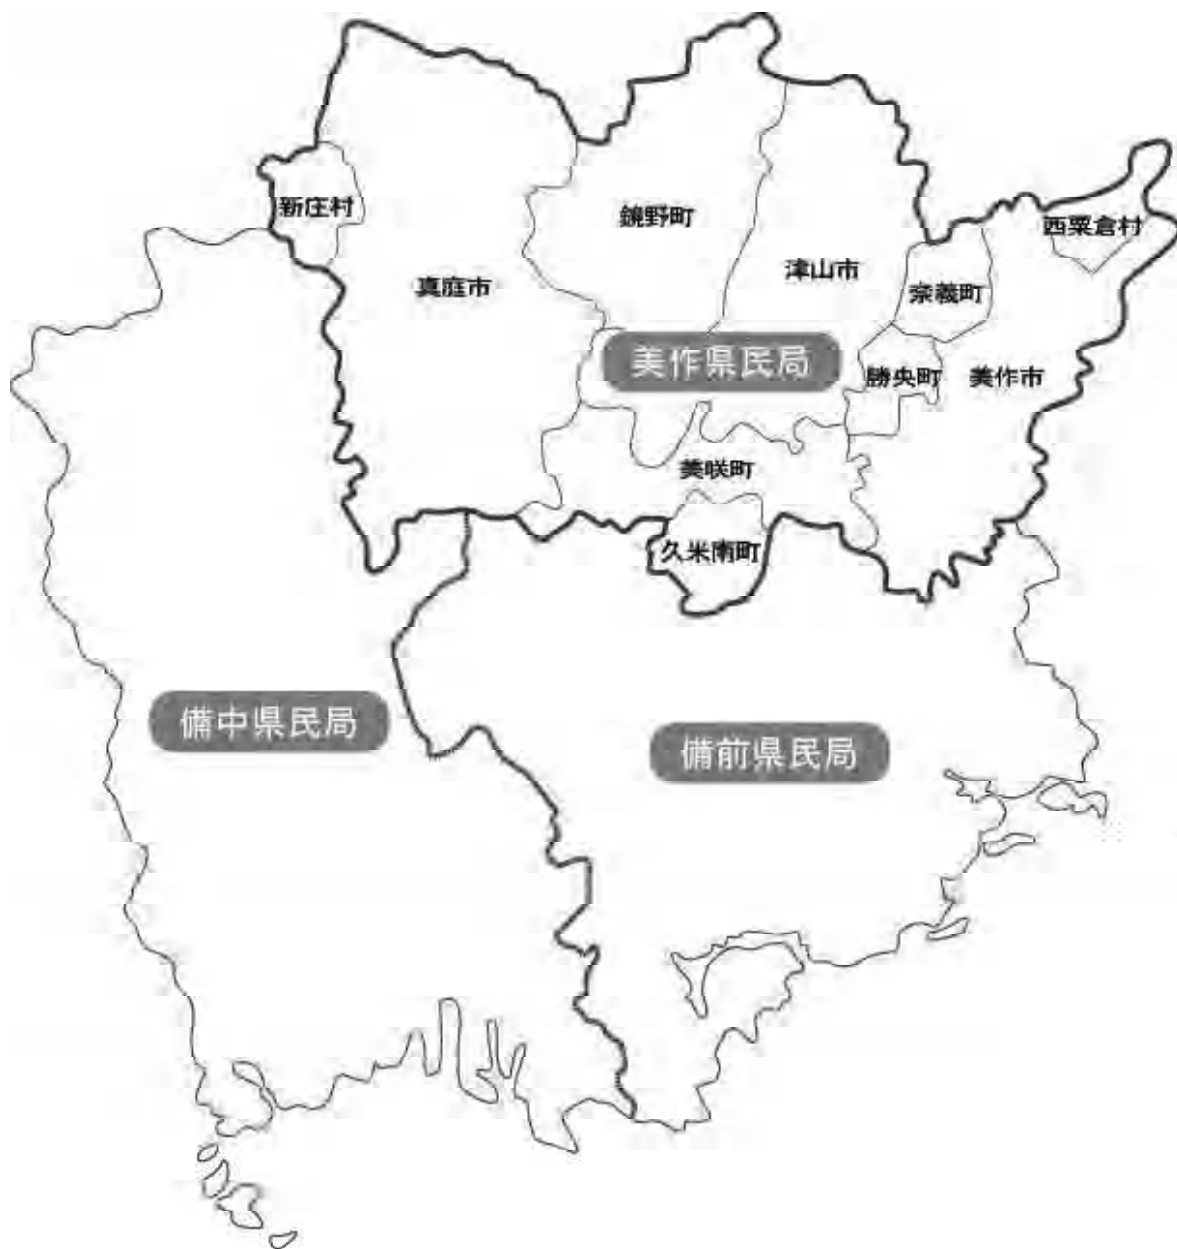 新庄村
鏡野町
西粟倉村
津山市
真庭市
奈義町
美作県民局
勝央町
美作市
美咲町
久米南町
備中県民局
備前県民局